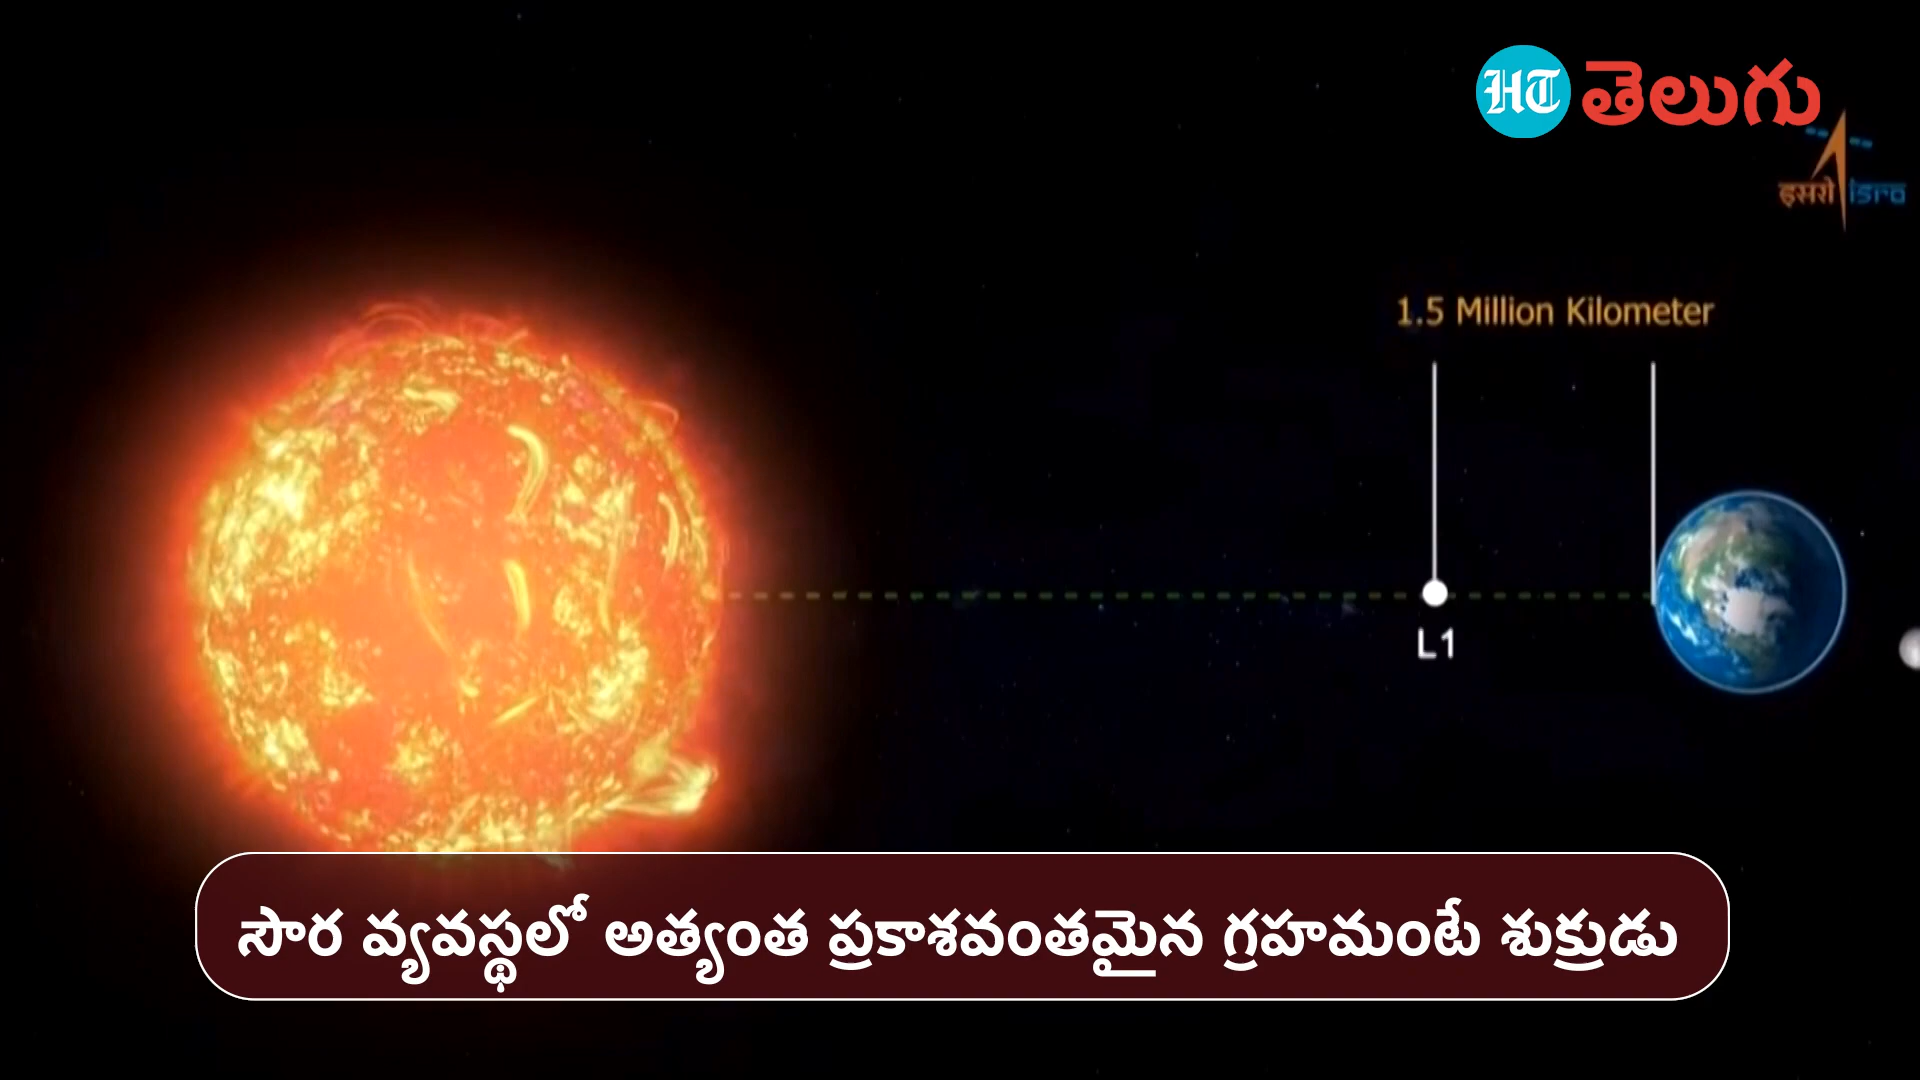 HT తెలుగు
इसरो isro
1.5 Million Kilometer
L1
సౌర వ్యవస్థలో అత్యంత ప్రకాశవంతమైన గ్రహమంటే శుక్రుడు